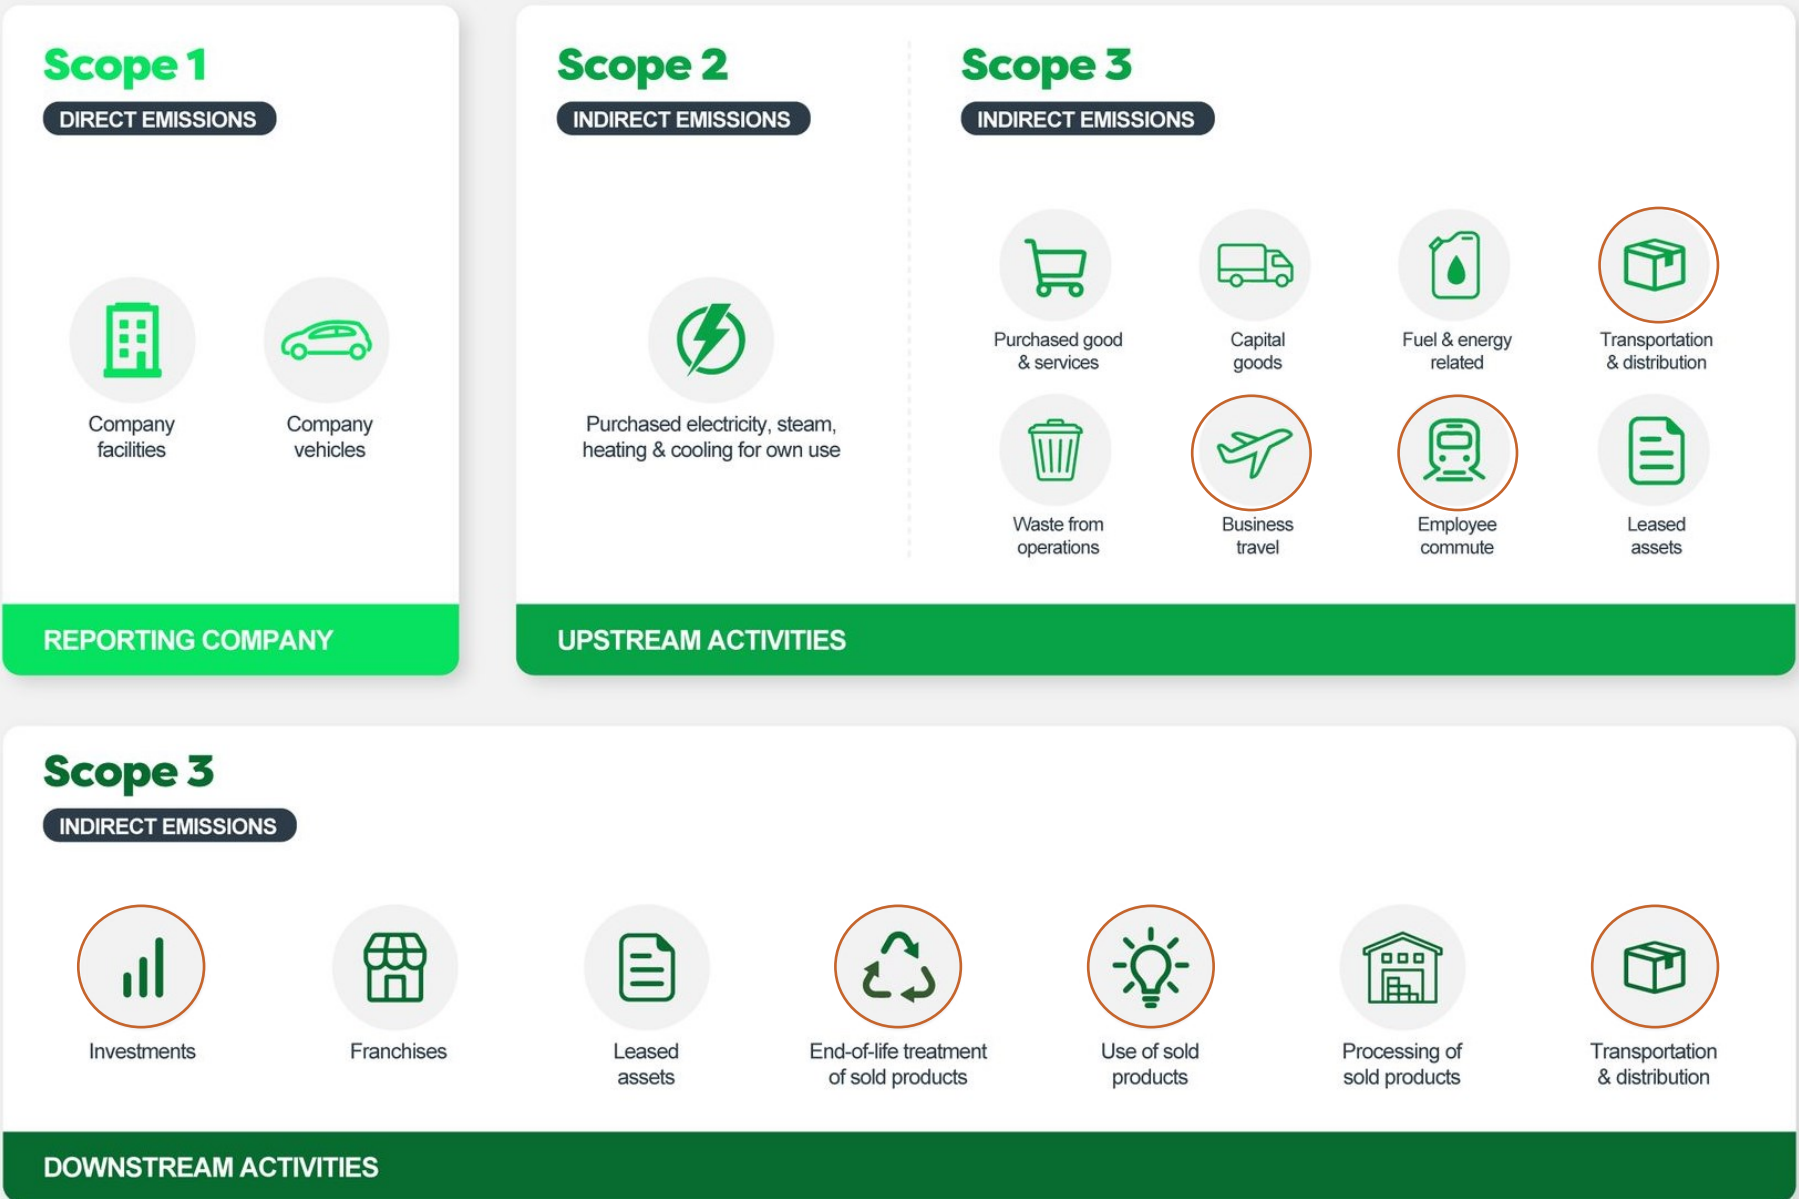 Scope 1
DIRECT EMISSIONS
Company
facilities
Company
vehicles
REPORTING COMPANY
Scope 2
INDIRECT EMISSIONS
Purchased electricity, steam,
heating & cooling for own use
Scope 3
INDIRECT EMISSIONS
Purchased good
& services
Capital
goods
Fuel & energy
related
Transportation
& distribution
Waste from
operations
Business
travel
Employee
commute
Leased
assets
UPSTREAM ACTIVITIES
Scope 3
INDIRECT EMISSIONS
Investments
Franchises
Leased
assets
End-of-life treatment
of sold products
Use of sold
products
Processing of
sold products
Transportation
& distribution
DOWNSTREAM ACTIVITIES